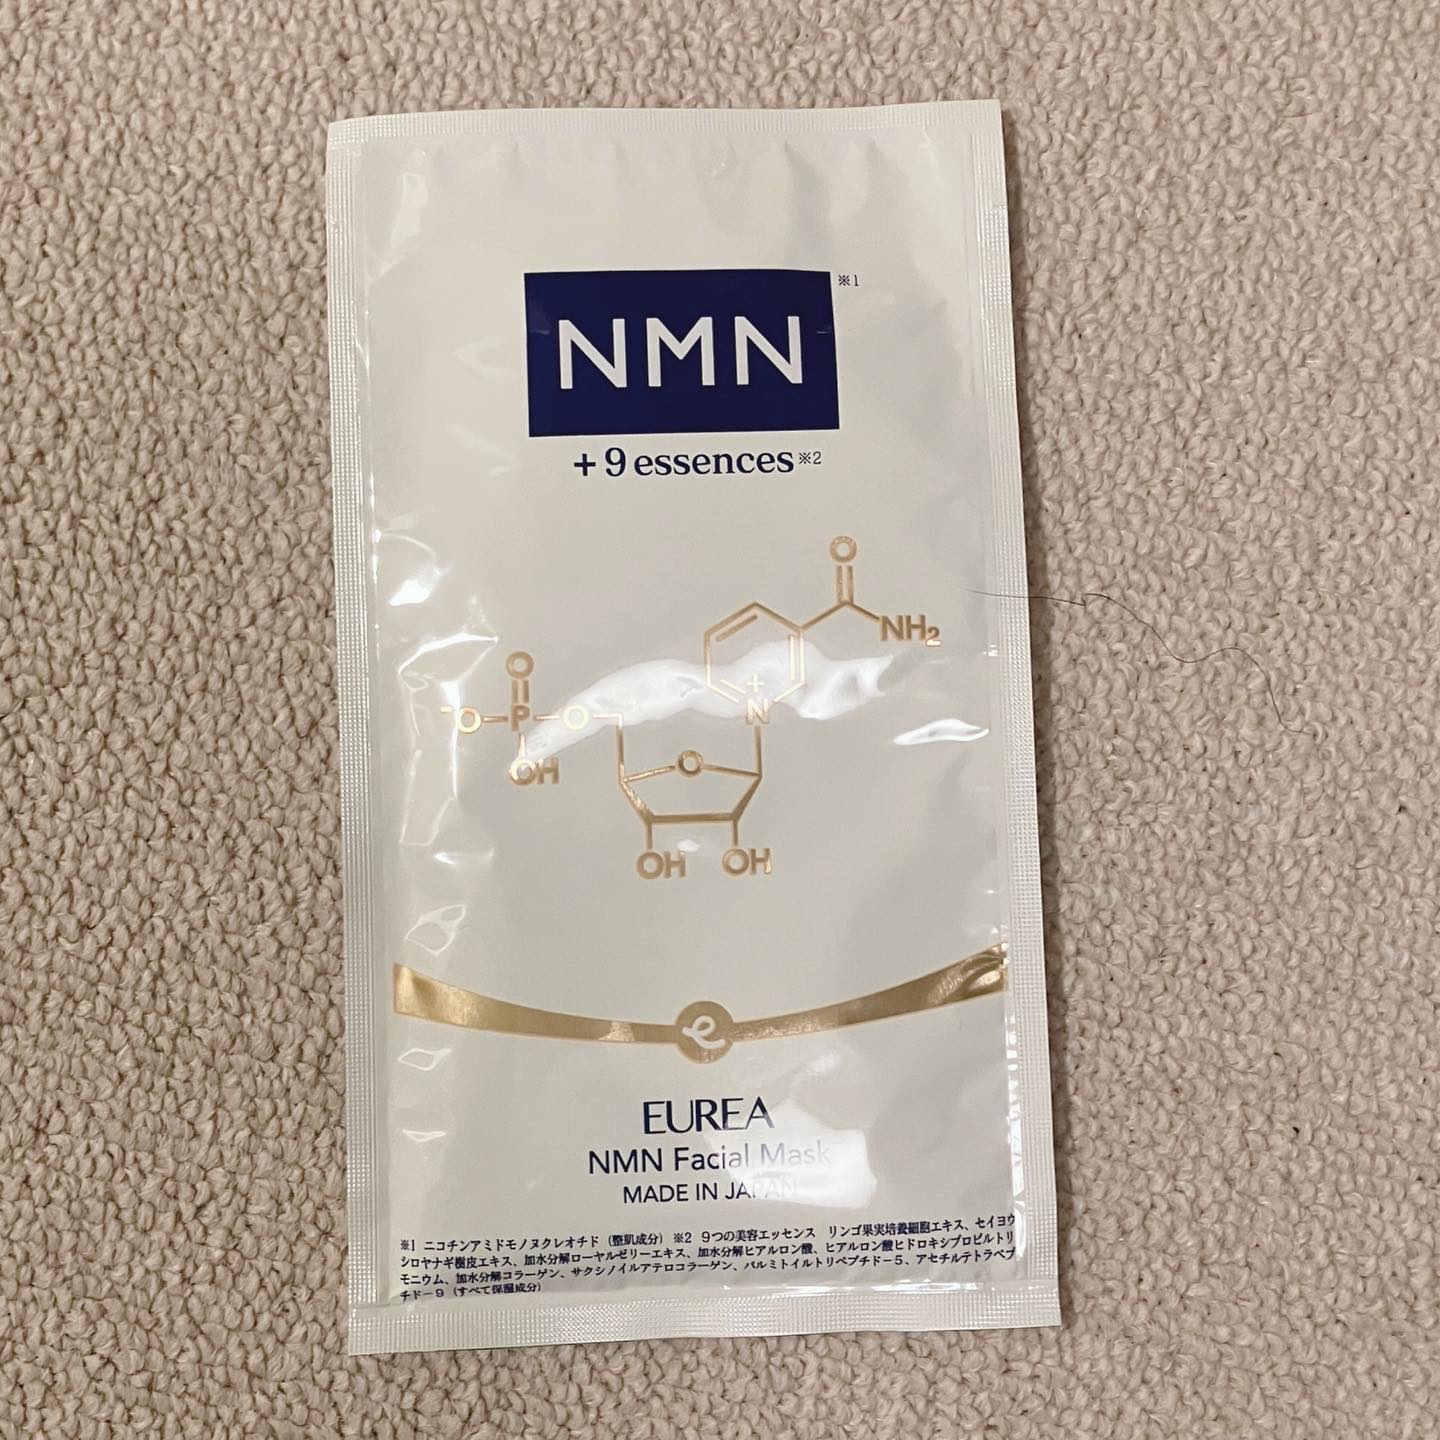 NMN ※1
+9 essences ※2
O
NH2
O
+
N
-O P O
O
OH
OH OH
e
EUREA
NMN Facial Mask
MADE IN JAPAN
※1 ニコチンアミドモノヌクレオチド（整肌成分）※2 9つの美容エッセンス リンゴ果実培養細胞エキス、セイヨウ
シロヤナギ樹皮エキス、加水分解ローヤルゼリーエキス、加水分解ヒアルロン酸、ヒアルロン酸ヒドロキシプロピルトリ
モニウム、加水分解コラーゲン、サクシノイルアテロコラーゲン、パルミトイルトリペプチド－5、アセチルテトラペプ
チド－9（すべて保湿成分）